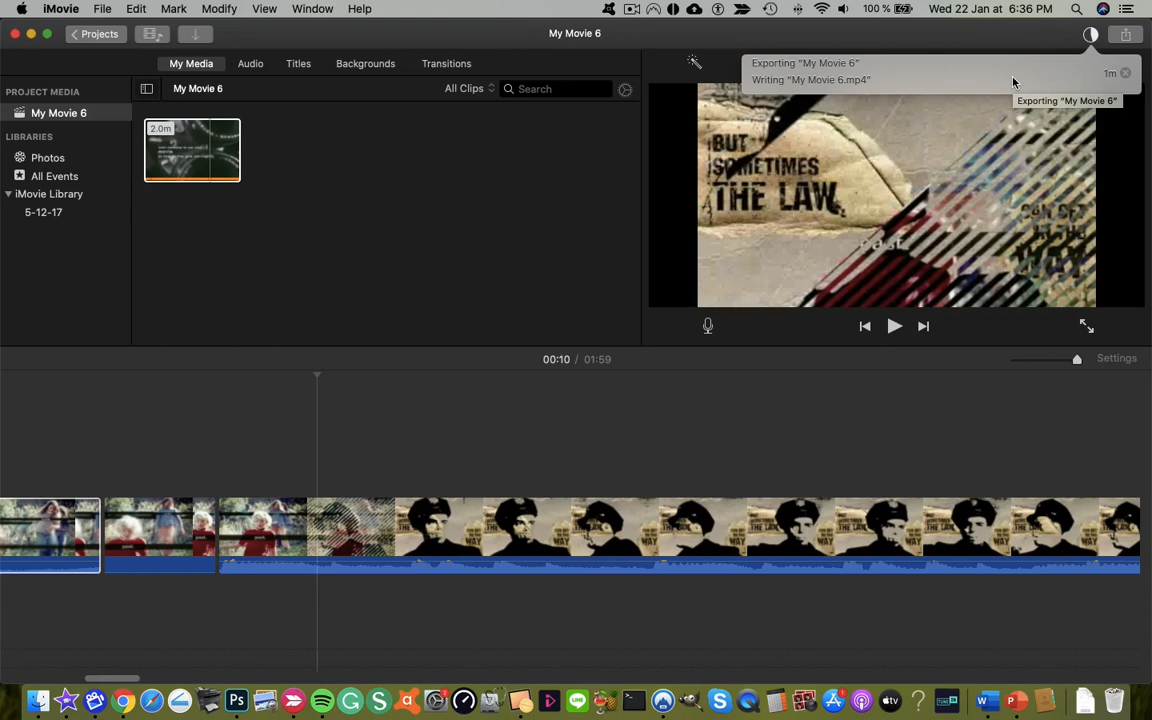 iMovie File Edit Mark Modify View Window Help
100 % Wed 22 Jan at 6:36 PM
Projects
My Movie 6
My Media Audio Titles Backgrounds Transitions
Exporting "My Movie 6"
Writing "My Movie 6.mp4"
1m
Exporting "My Movie 6"
PROJECT MEDIA
My Movie 6
LIBRARIES
Photos
All Events
iMovie Library
5-12-17
My Movie 6
All Clips
Search
2.0m
BUT
SOMETIMES
THE LAW
past.
00:10 / 01:59
Settings